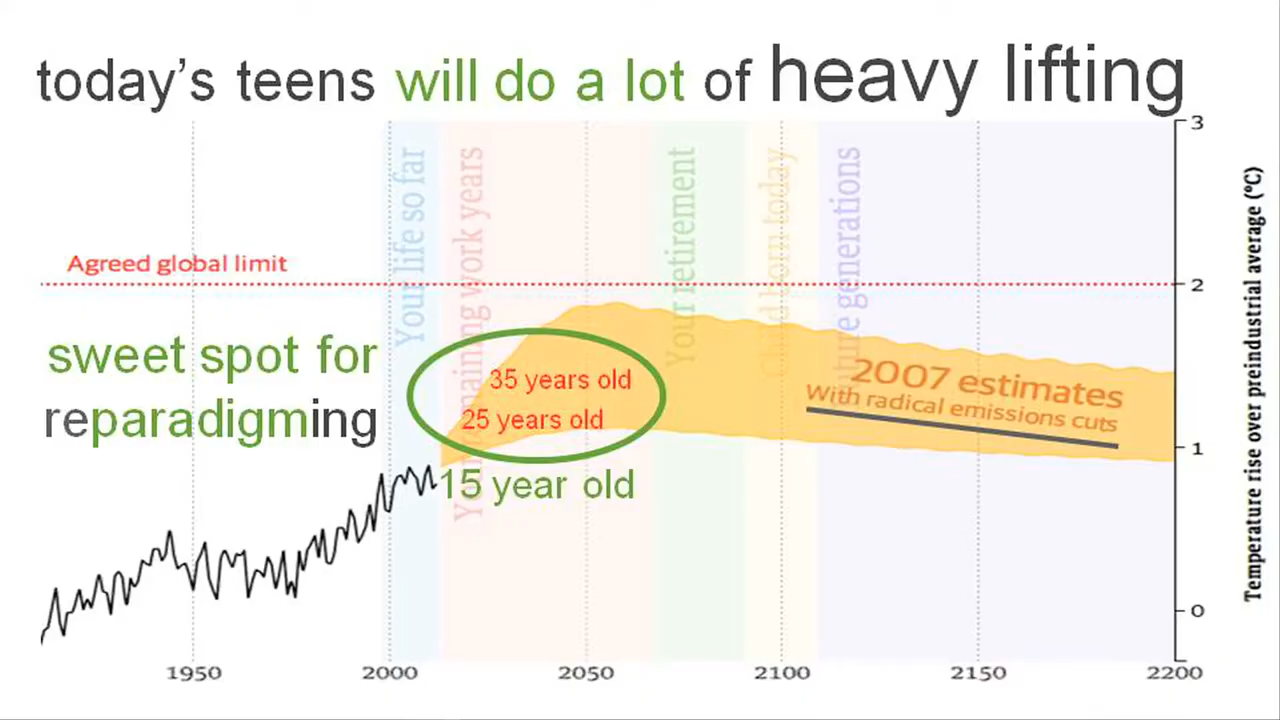 today's teens will do a lot of heavy lifting
3
Your life so far
Your remaining work years
Your retirement
Child born today
Future generations
Agreed global limit
2
sweet spot for
reparadigming
35 years old
25 years old
15 year old
2007 estimates
With radical emissions cuts
1
0
Temperature rise over preindustrial average (°C)
1950
2000
2050
2100
2150
2200